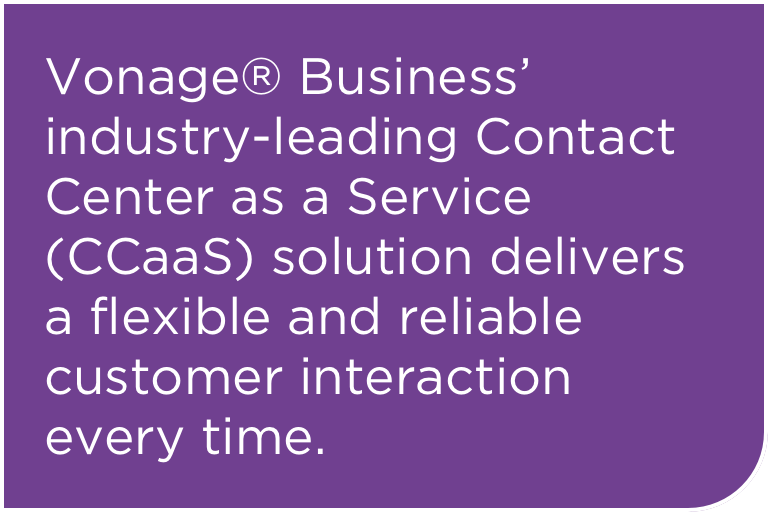 Vonage® Business’
industry-leading Contact
Center as a Service
(CCaaS) solution delivers
a flexible and reliable
customer interaction
every time.